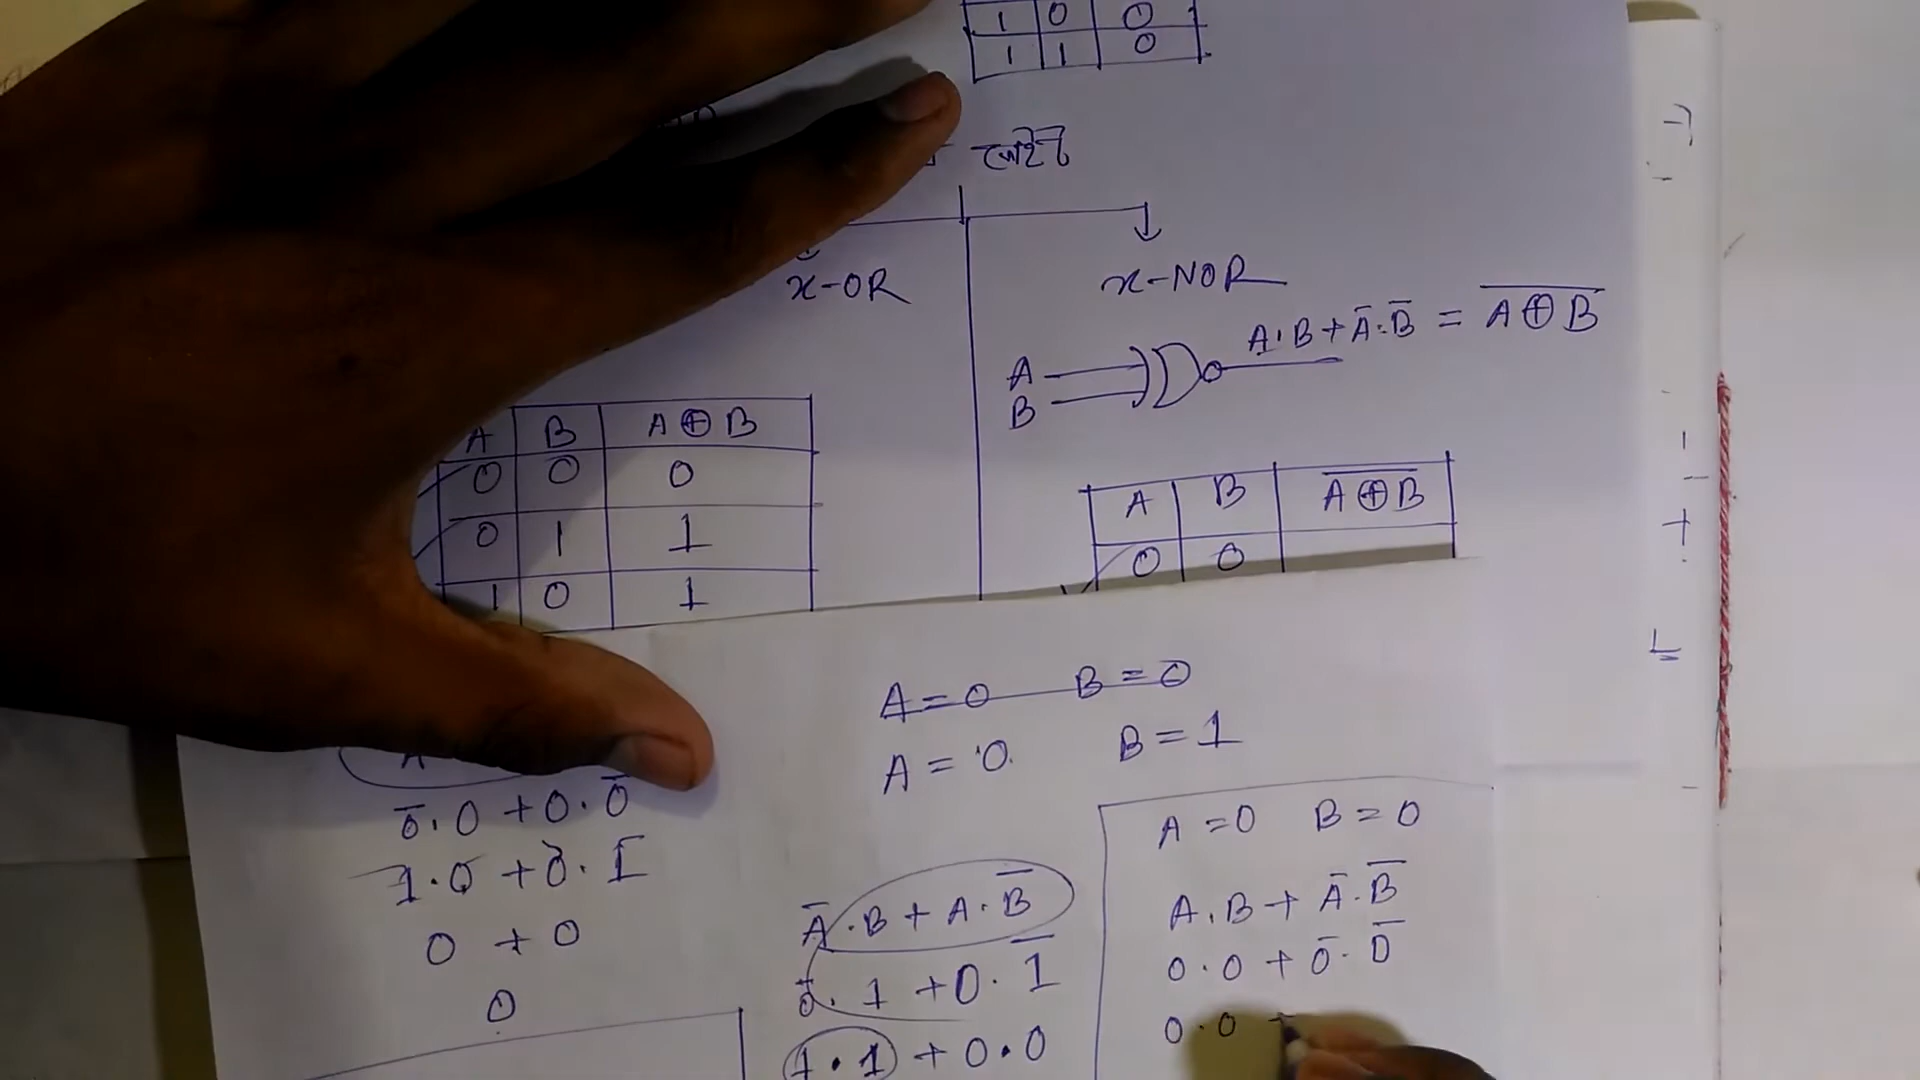 1 0 0
1 1 0
x-OR
x-NOR
A·B+A̅·B̅ = \overline{A⊕B}
A
B
A B A⊕B
0 0 0
0 1 1
1 0 1
A B \overline{A⊕B}
0 0
A=0 B=0
A=0. B=1
0̅·0+0·0̅
1·0+0·1
0+0
0
A̅·B+A·B̅
0̅·1+0·1̅
1·1+0·0
A=0 B=0
A·B+A̅·B̅
0·0+0̅·0̅
0·0